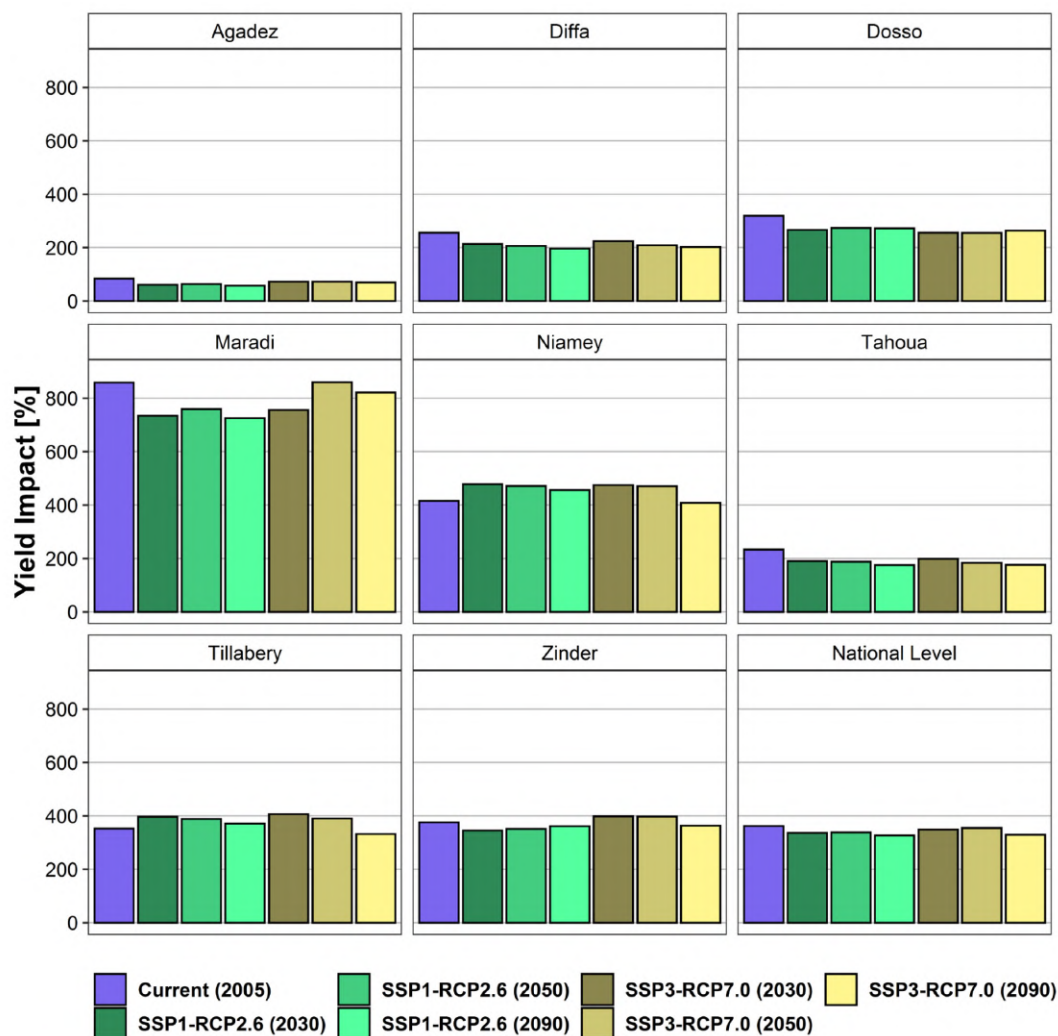 Agadez
Diffa
Dosso
800
600
400
200
0
Maradi
Niamey
Tahoua
800
600
400
200
0
Yield Impact [%]
Tillabery
Zinder
National Level
800
600
400
200
0
Current (2005)
SSP1-RCP2.6 (2050)
SSP3-RCP7.0 (2030)
SSP3-RCP7.0 (2090)
SSP1-RCP2.6 (2030)
SSP1-RCP2.6 (2090)
SSP3-RCP7.0 (2050)